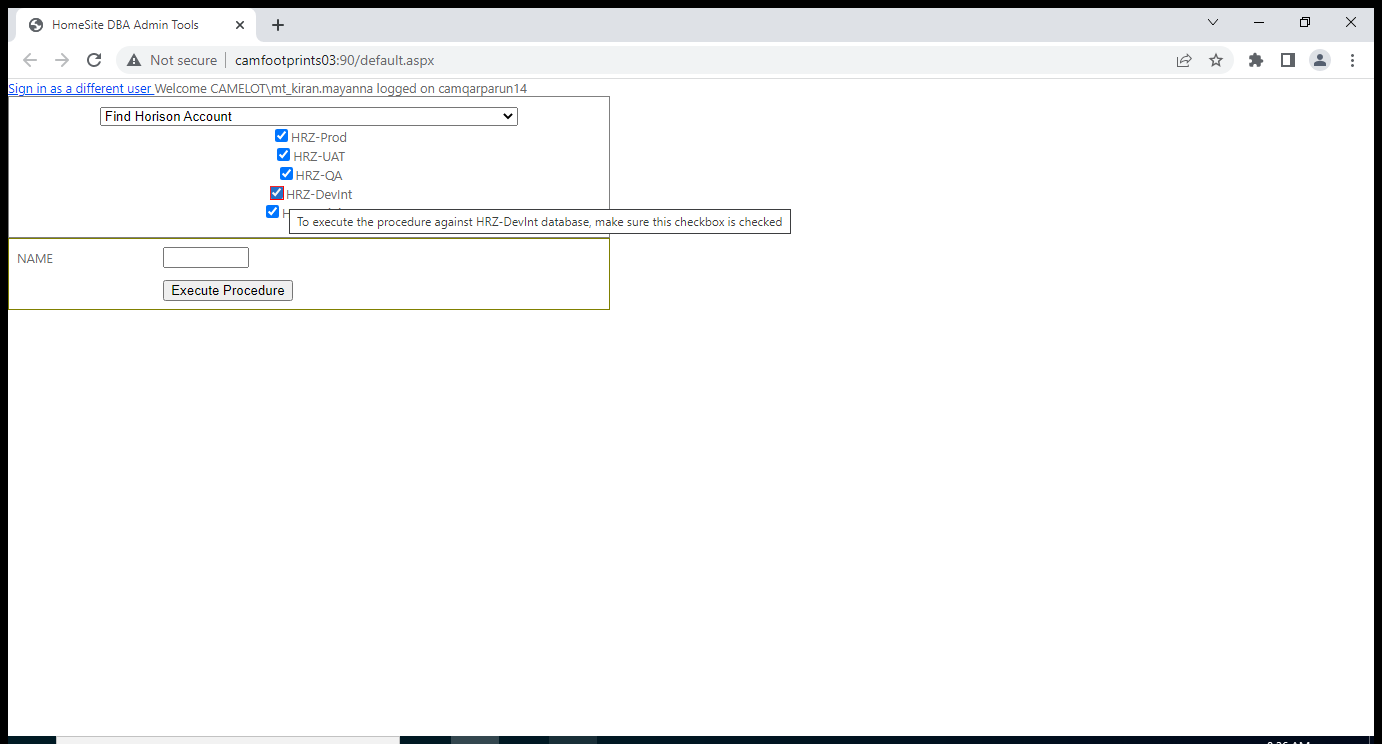 HomeSite DBA Admin Tools
Not secure camfootprints03:90/default.aspx
Sign in as a different user Welcome CAMELOT\mt_kiran.mayanna logged on camqarparun14
Find Horison Account
HRZ-Prod
HRZ-UAT
HRZ-QA
HRZ-DevInt
To execute the procedure against HRZ-DevInt database, make sure this checkbox is checked
NAME
Execute Procedure